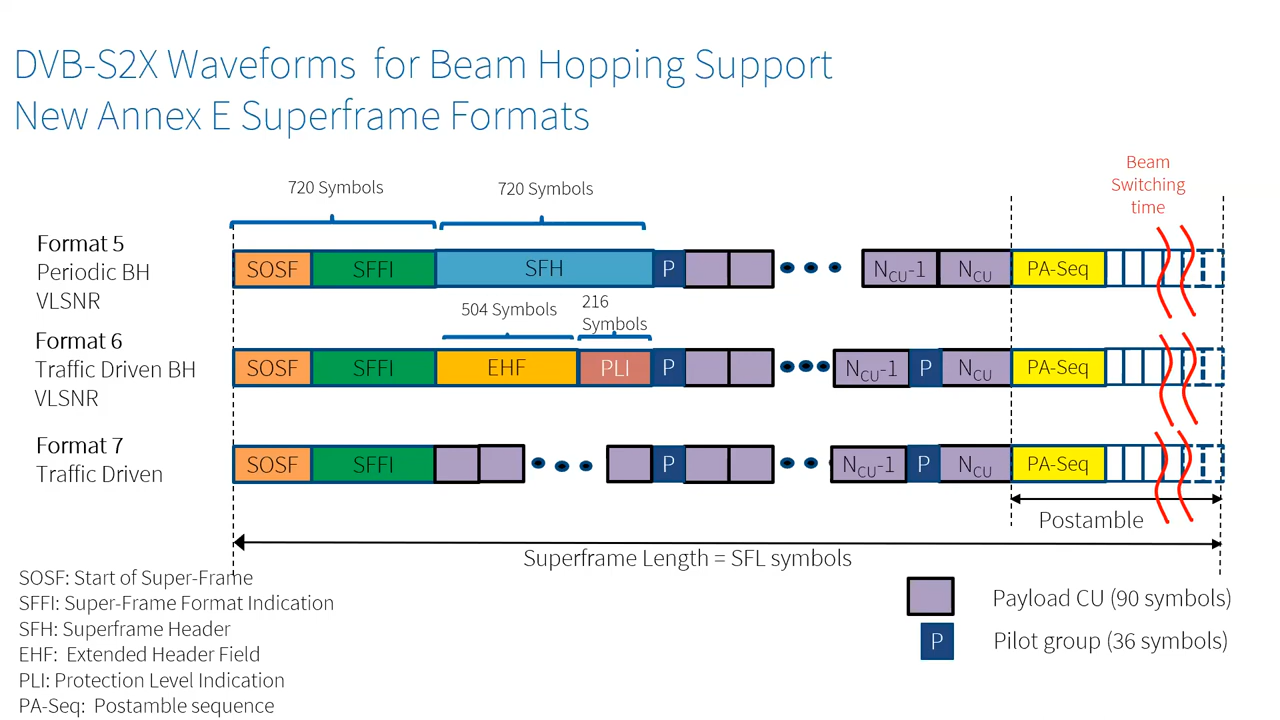 DVB-S2X Waveforms for Beam Hopping Support
New Annex E Superframe Formats
Beam
Switching
time
720 Symbols
720 Symbols
Format 5
Periodic BH
VLSNR
SOSF SFFI SFH P NCU-1 NCU PA-Seq
504 Symbols
216
Symbols
Format 6
Traffic Driven BH
VLSNR
SOSF SFFI EHF PLI P NCU-1 P NCU PA-Seq
Format 7
Traffic Driven
SOSF SFFI P NCU-1 P NCU PA-Seq
Postamble
Superframe Length = SFL symbols
SOSF: Start of Super-Frame
SFFI: Super-Frame Format Indication
SFH: Superframe Header
EHF: Extended Header Field
PLI: Protection Level Indication
PA-Seq: Postamble sequence
Payload CU (90 symbols)
P Pilot group (36 symbols)